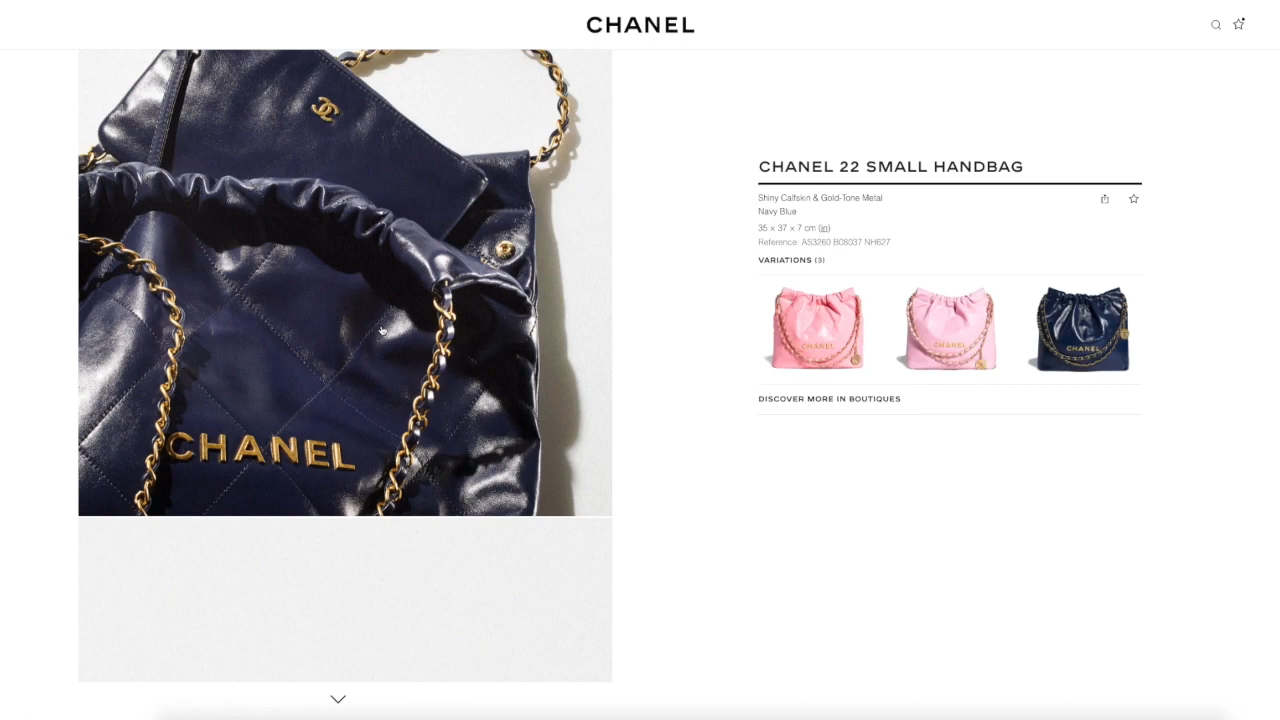 CHANEL
CHANEL
CHANEL 22 SMALL HANDBAG
Shiny Calfskin & Gold-Tone Metal
Navy Blue
35 x 37 x 7 cm (in)
Reference: AS3260 B08037 NH627
VARIATIONS (3)
CHANEL
CHANEL
CHANEL
DISCOVER MORE IN BOUTIQUES